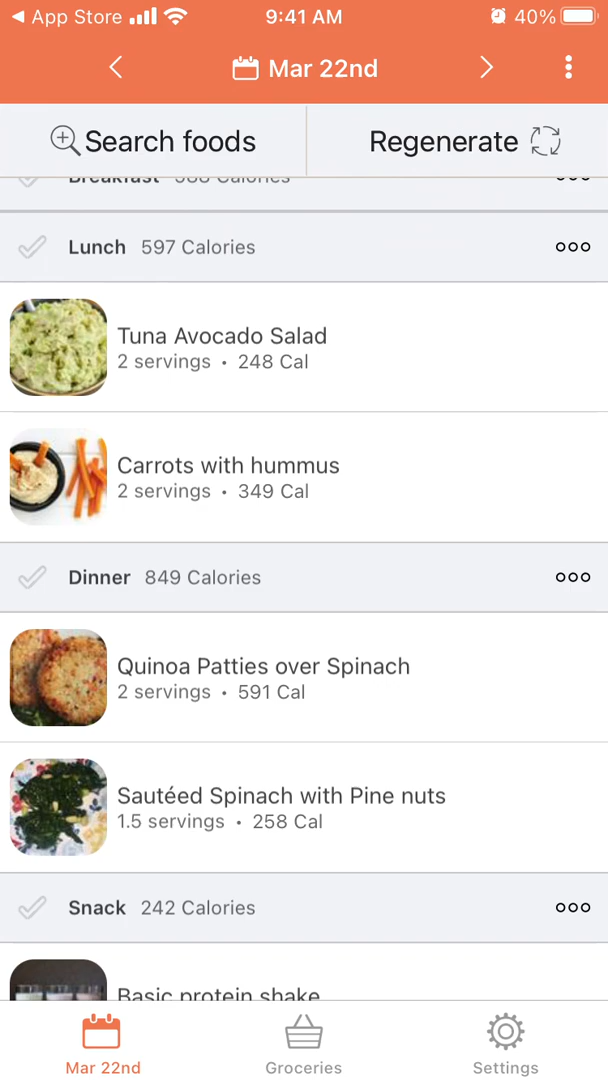 App Store 9:41 AM 40%
Mar 22nd
Search foods Regenerate
Breakfast Calories
Lunch 597 Calories
Tuna Avocado Salad
2 servings • 248 Cal
Carrots with hummus
2 servings • 349 Cal
Dinner 849 Calories
Quinoa Patties over Spinach
2 servings • 591 Cal
Sautéed Spinach with Pine nuts
1.5 servings • 258 Cal
Snack 242 Calories
Basic protein shake
Mar 22nd Groceries Settings